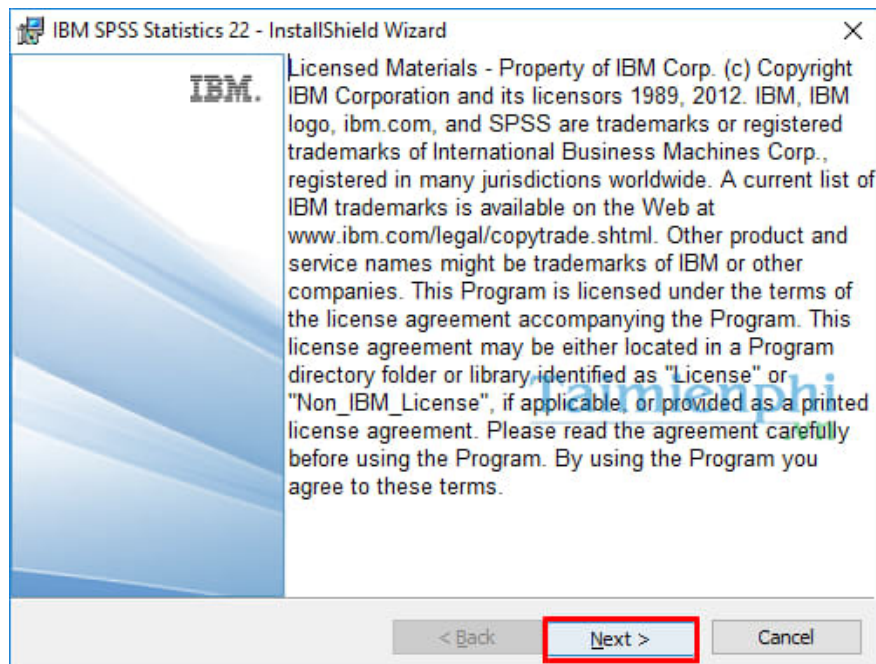 IBM SPSS Statistics 22 - InstallShield Wizard
IBM.
Licensed Materials - Property of IBM Corp. (c) Copyright
IBM Corporation and its licensors 1989, 2012. IBM, IBM
logo, ibm.com, and SPSS are trademarks or registered
trademarks of International Business Machines Corp.,
registered in many jurisdictions worldwide. A current list of
IBM trademarks is available on the Web at
www.ibm.com/legal/copytrade.shtml. Other product and
service names might be trademarks of IBM or other
companies. This Program is licensed under the terms of
the license agreement accompanying the Program. This
license agreement may be either located in a Program
directory folder or library identified as "License" or
"Non_IBM_License", if applicable, or provided as a printed
license agreement. Please read the agreement carefully
before using the Program. By using the Program you
agree to these terms.
Taimienphi
.vn
< Back Next > Cancel